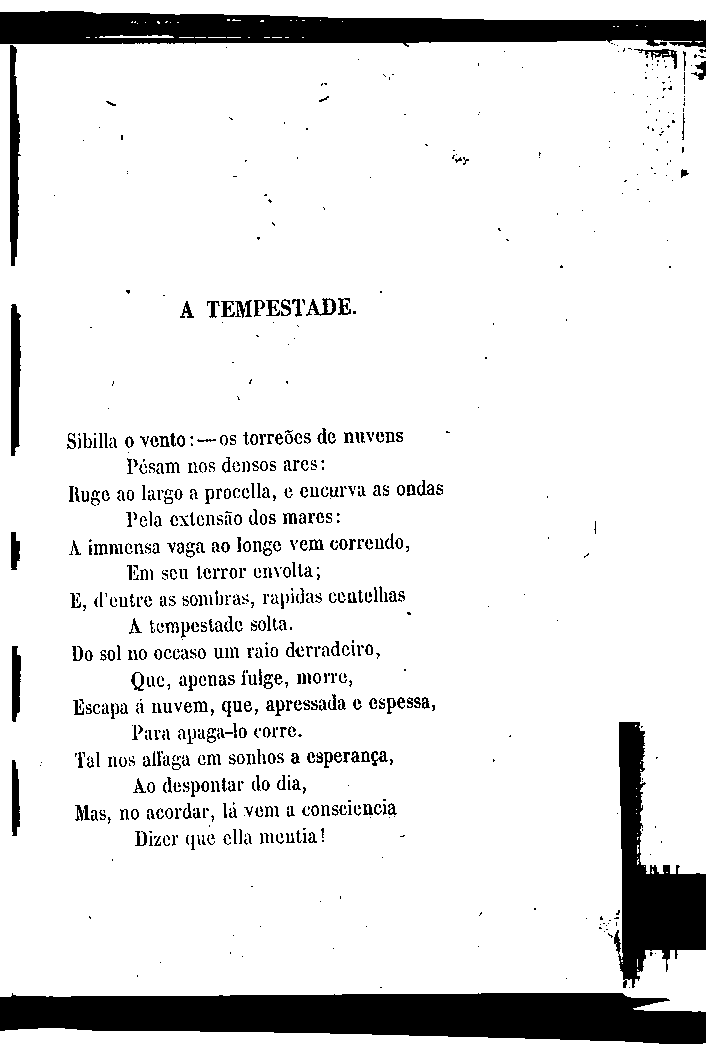 A TEMPESTADE.
Sibilla o vento:—os torreões de nuvens
Pésam nos densos ares:
Ruge ao largo a procella, e encurva as ondas
Pela extensão dos mares:
A immensa vaga ao longe vem correndo,
Em seu terror envolta;
E, d'entre as sombras, rapidas centelhas
A tempestade solta.
Do sol no occaso um raio derradeiro,
Que, apenas fulge, morre,
Escapa á nuvem, que, apressada e espessa,
Para apaga-lo corre.
Tal nos affaga em sonhos a esperança,
Ao despontar do dia,
Mas, no acordar, lá vem a consciencia
Dizer que ella mentia!